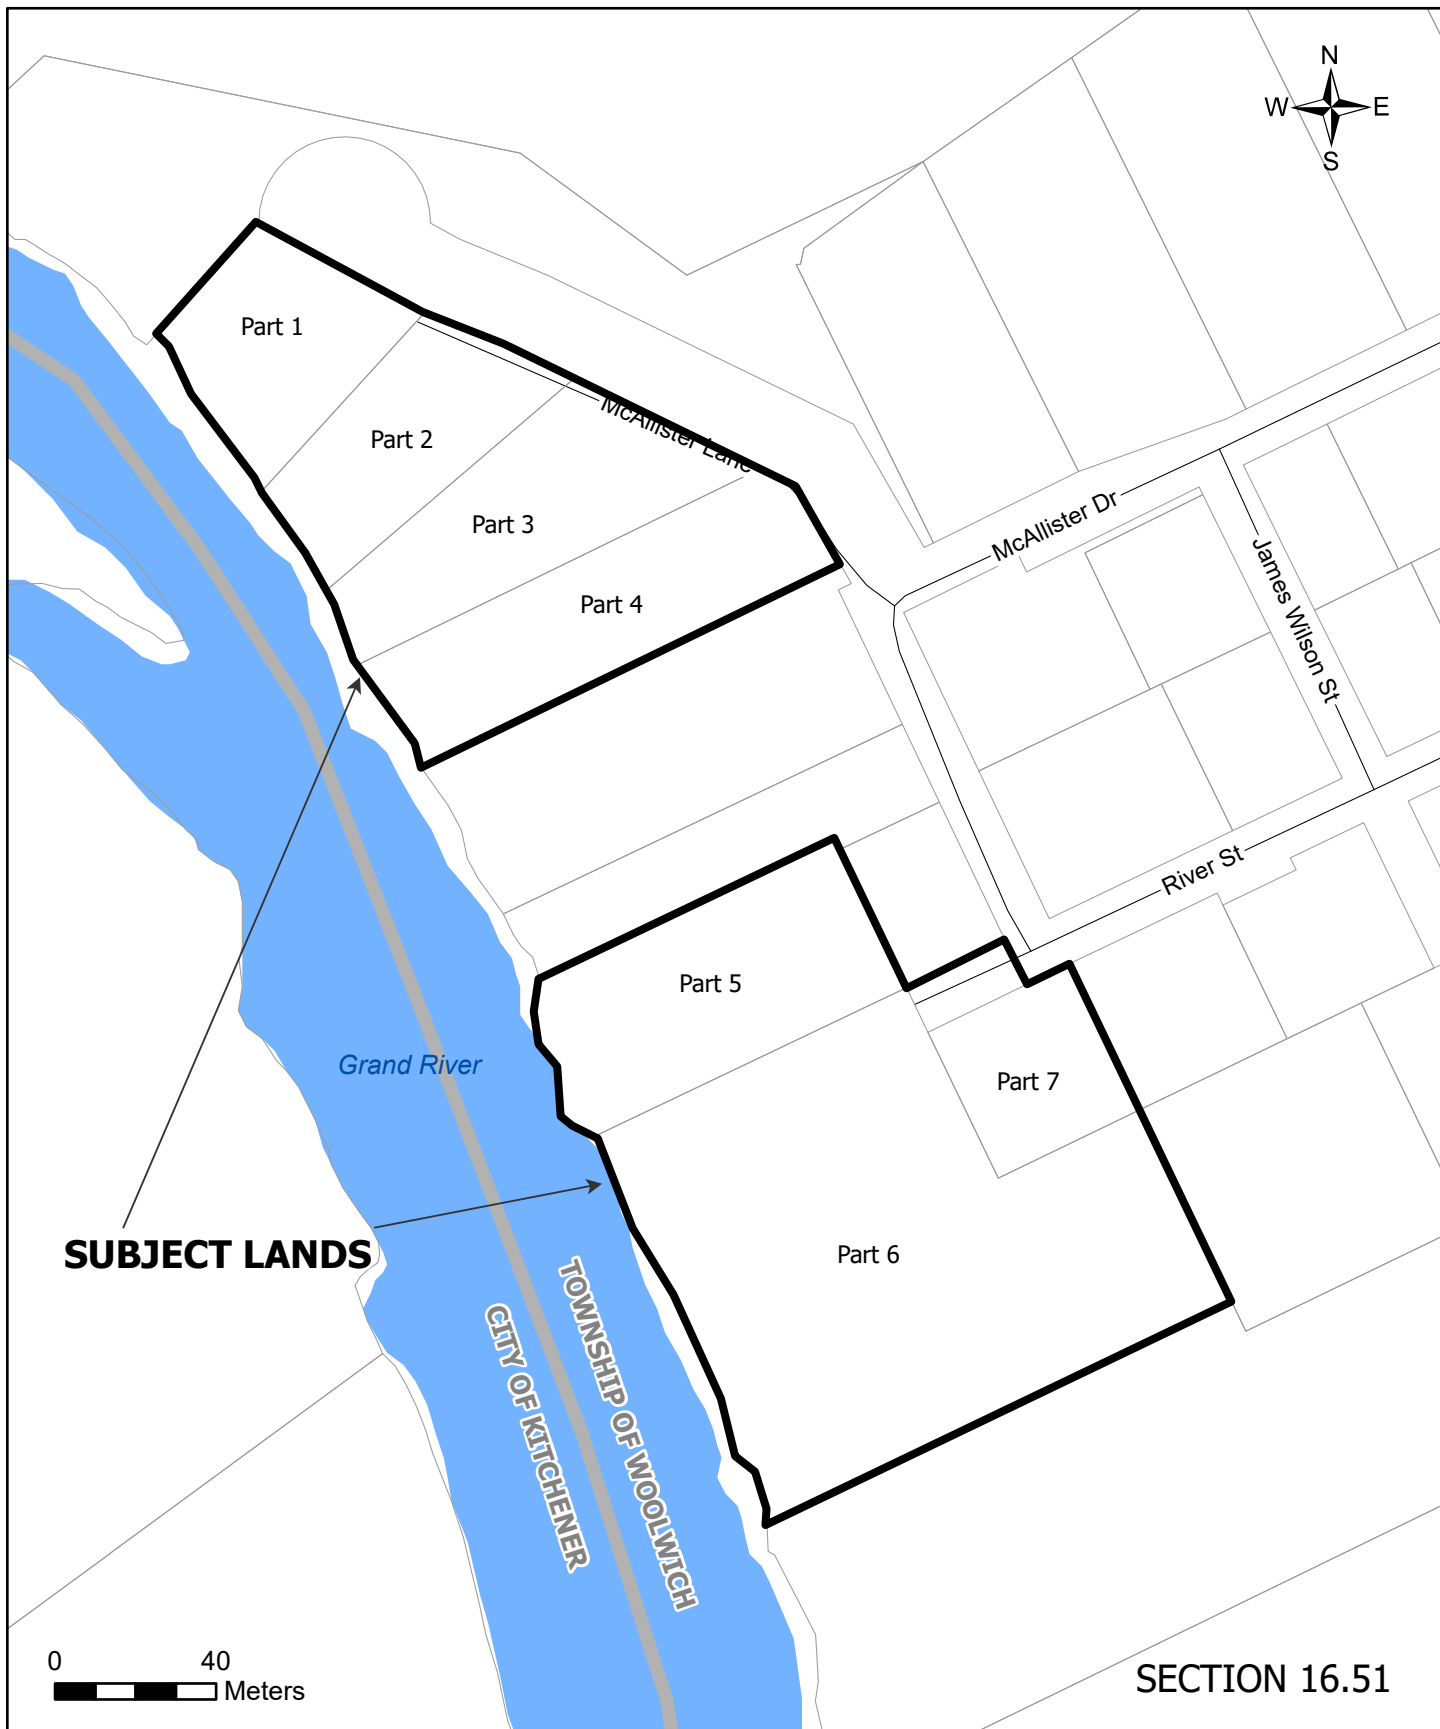 N
W E
S
Part 1
McAllister Lane
Part 2
Part 3
McAllister Dr
James Wilson St
Part 4
River St
Part 5
Grand River
Part 7
SUBJECT LANDS
Part 6
TOWNSHIP OF WOOLWICH
CITY OF KITCHENER
0 40
Meters
SECTION 16.51